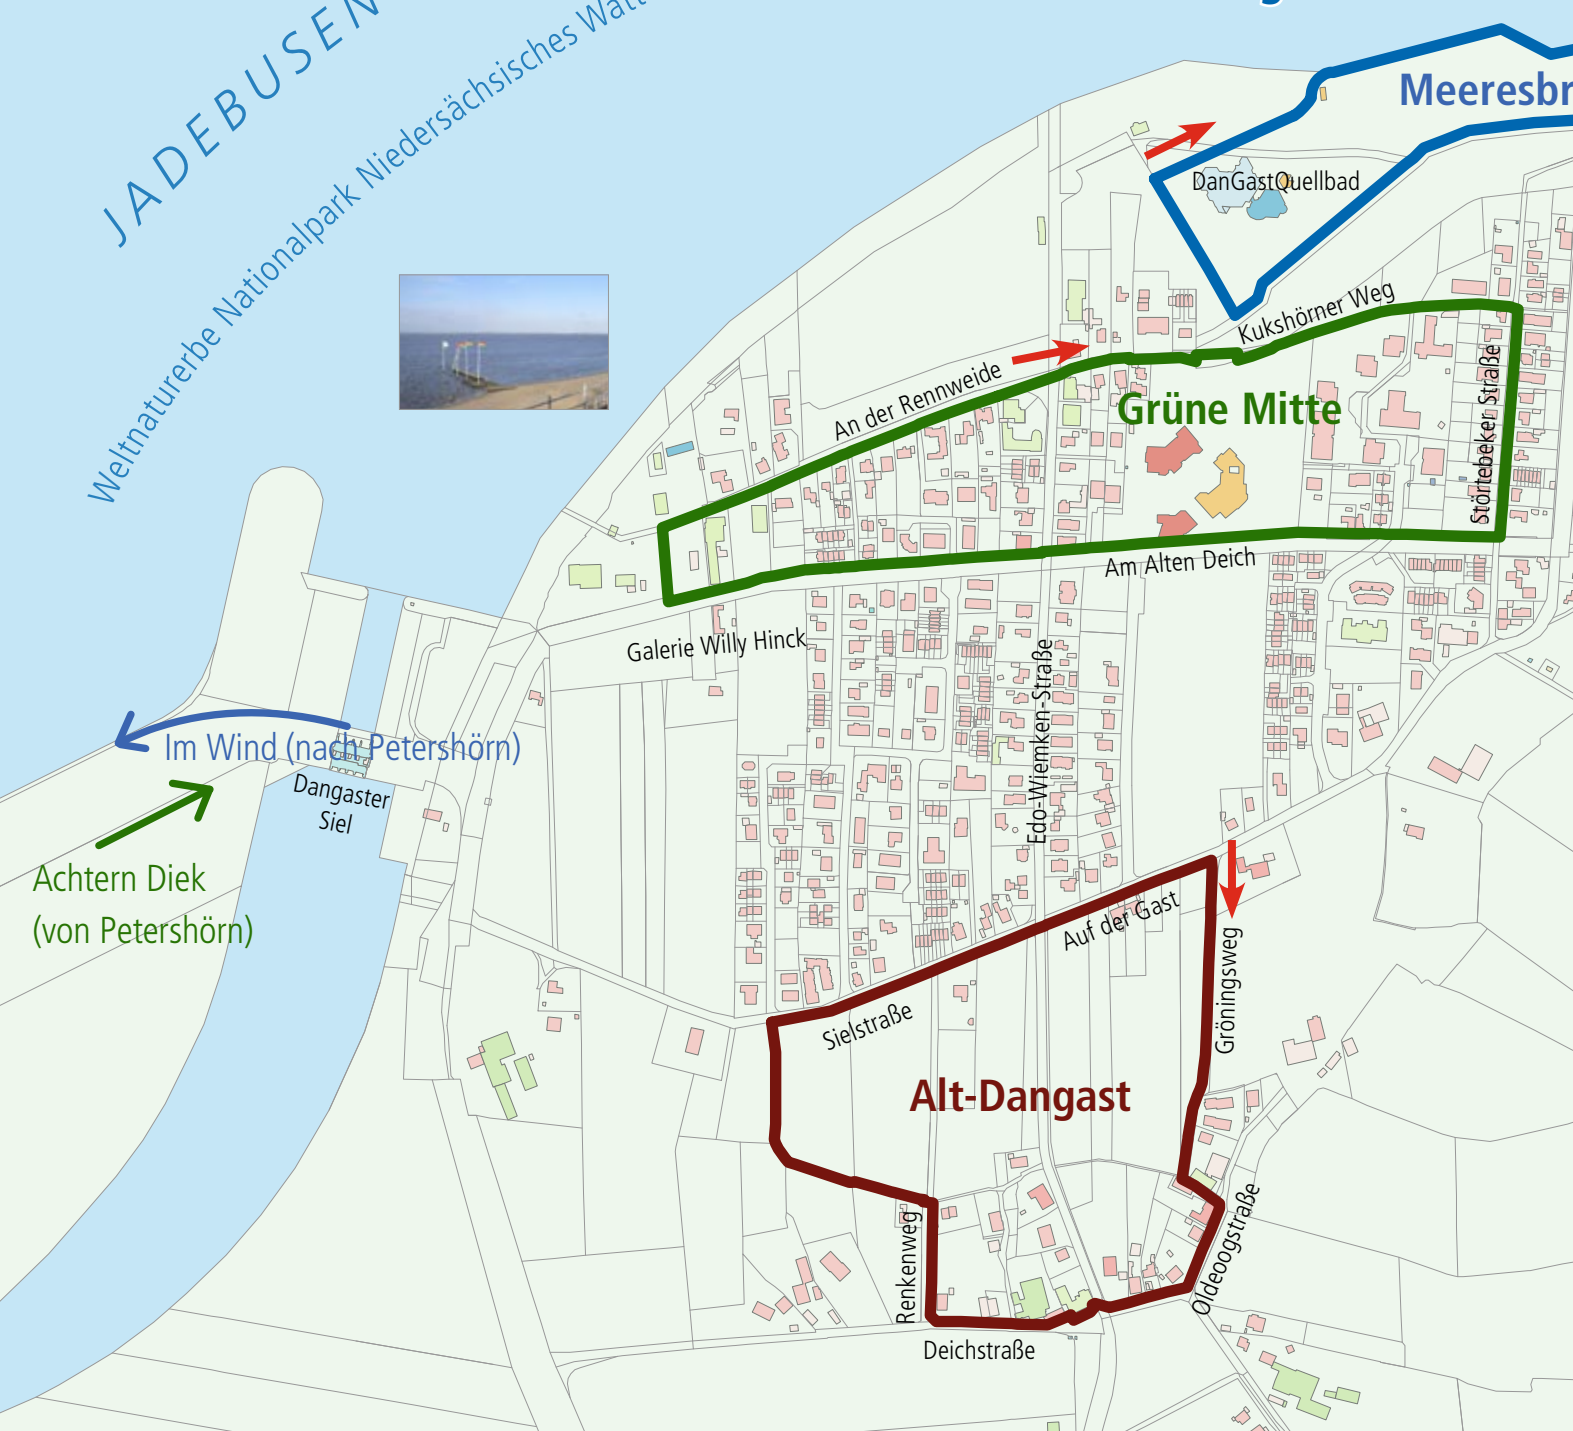 JADEBUSEN
Weltnaturerbe Nationalpark Niedersächsisches
Meeresbr
DanGastQuellbad
Kukshörner Weg
An der Rennweide
Grüne Mitte
Störtebeker Straße
Am Alten Deich
Galerie Willy Hinck
Edo-Wiemken-Straße
Im Wind (nach Petershörn)
Dangaster
Siel
Achtern Diek
(von Petershörn)
Auf der Gast
Gröningsweg
Sielstraße
Alt-Dangast
Renkenweg
Oldeoogstraße
Deichstraße